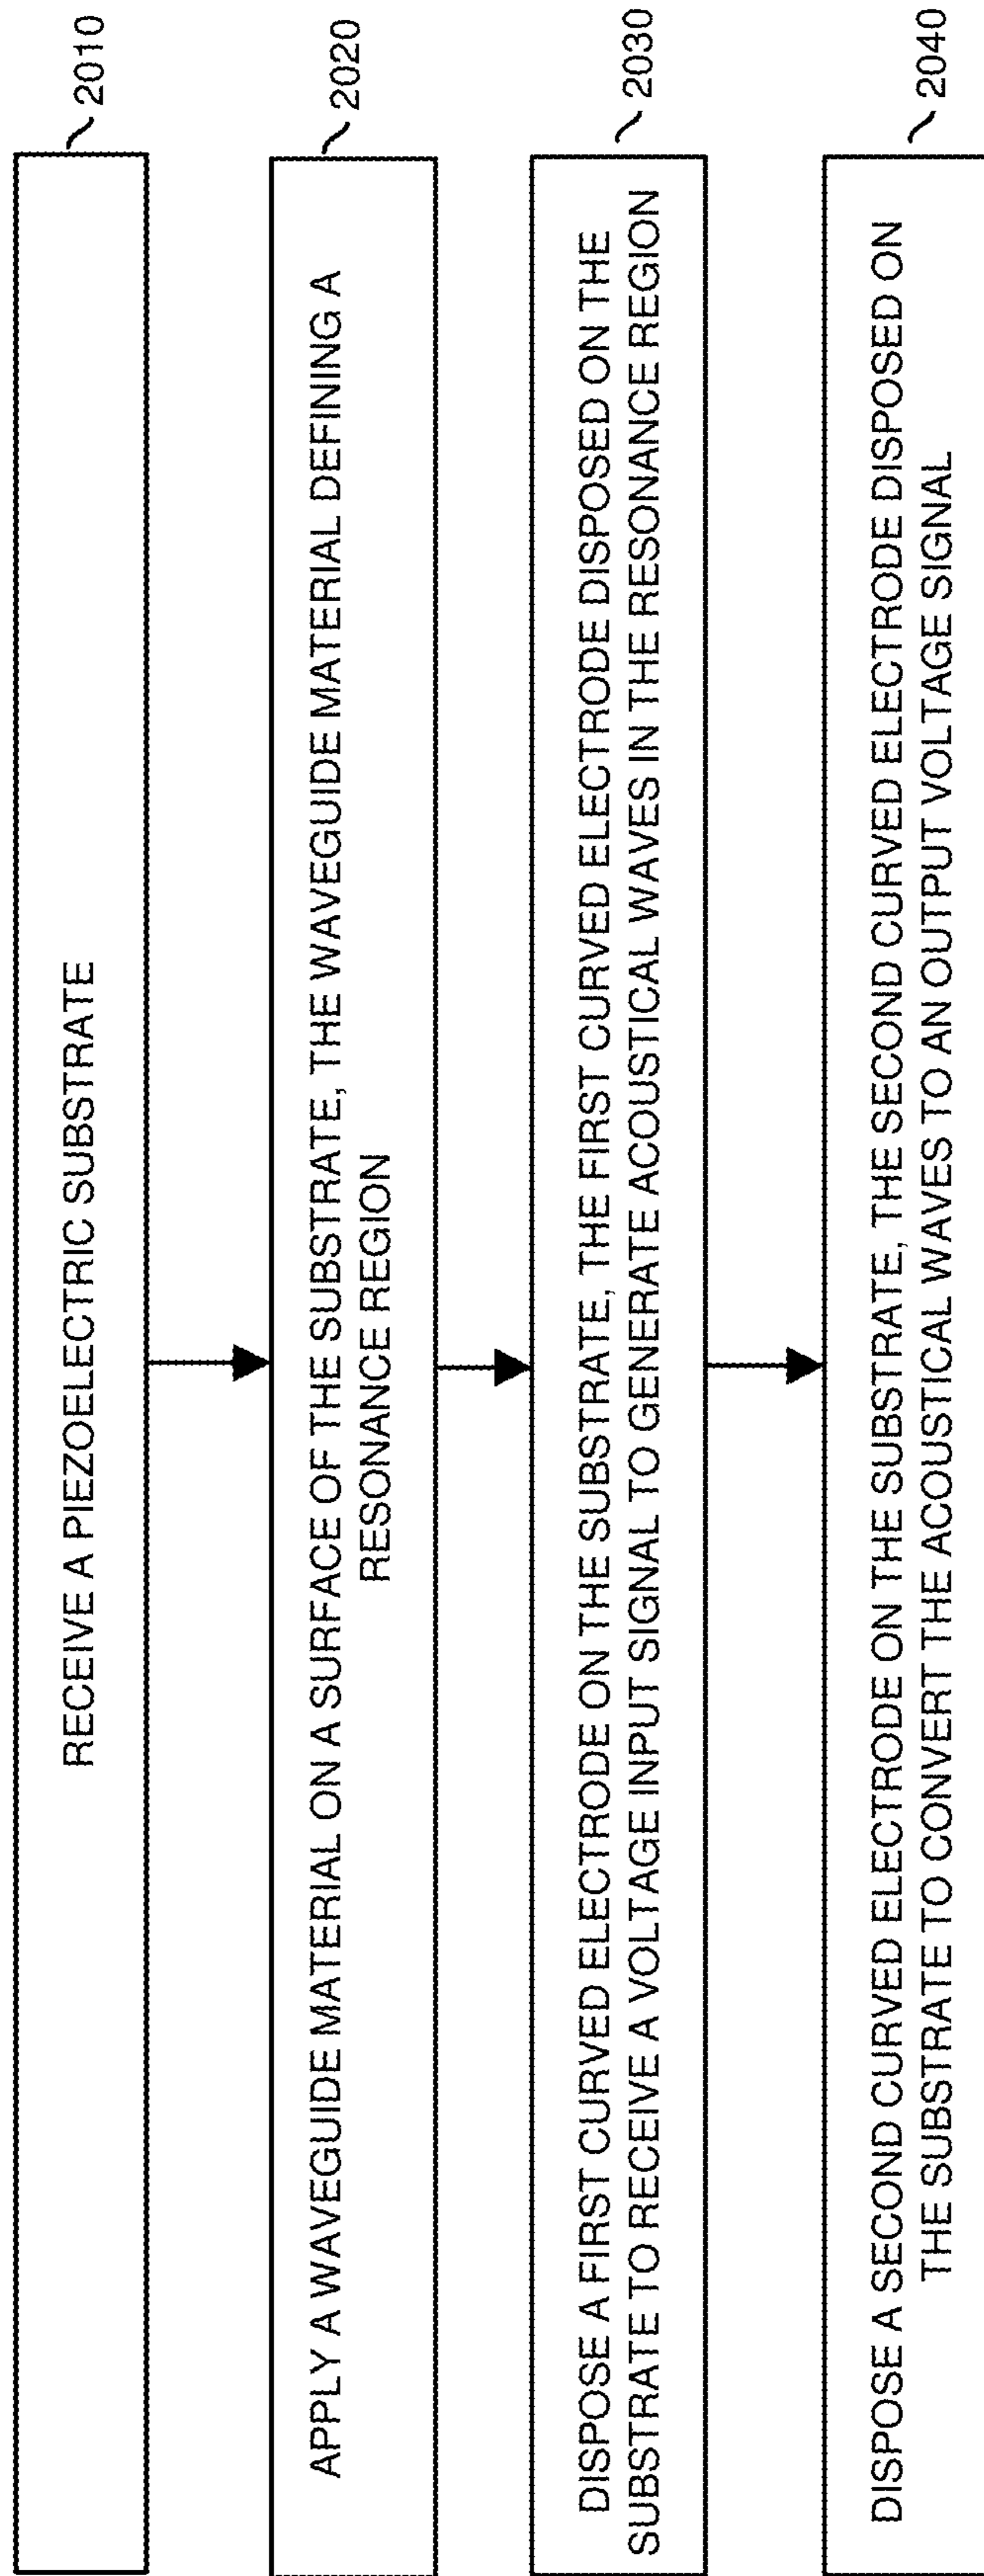 RECEIVE A PIEZOELECTRIC SUBSTRATE
2010
APPLY A WAVEGUIDE MATERIAL ON A SURFACE OF THE SUBSTRATE, THE WAVEGUIDE MATERIAL DEFINING A
RESONANCE REGION
2020
DISPOSE A FIRST CURVED ELECTRODE ON THE SUBSTRATE, THE FIRST CURVED ELECTRODE DISPOSED ON THE
SUBSTRATE TO RECEIVE A VOLTAGE INPUT SIGNAL TO GENERATE ACOUSTICAL WAVES IN THE RESONANCE REGION
2030
DISPOSE A SECOND CURVED ELECTRODE ON THE SUBSTRATE, THE SECOND CURVED ELECTRODE DISPOSED ON
THE SUBSTRATE TO CONVERT THE ACOUSTICAL WAVES TO AN OUTPUT VOLTAGE SIGNAL
2040